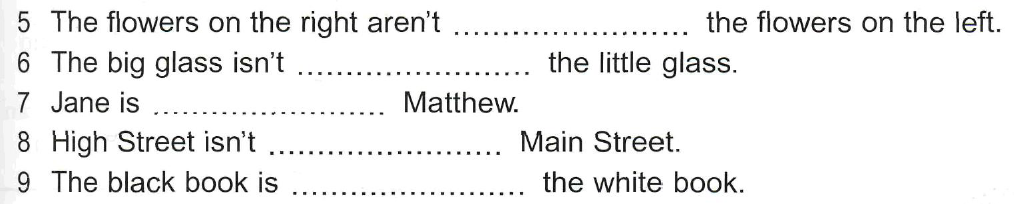 5 The flowers on the right aren't ............................ the flowers on the left.
6 The big glass isn't ............................ the little glass.
7 Jane is ............................ Matthew.
8 High Street isn't ............................ Main Street.
9 The black book is ............................ the white book.